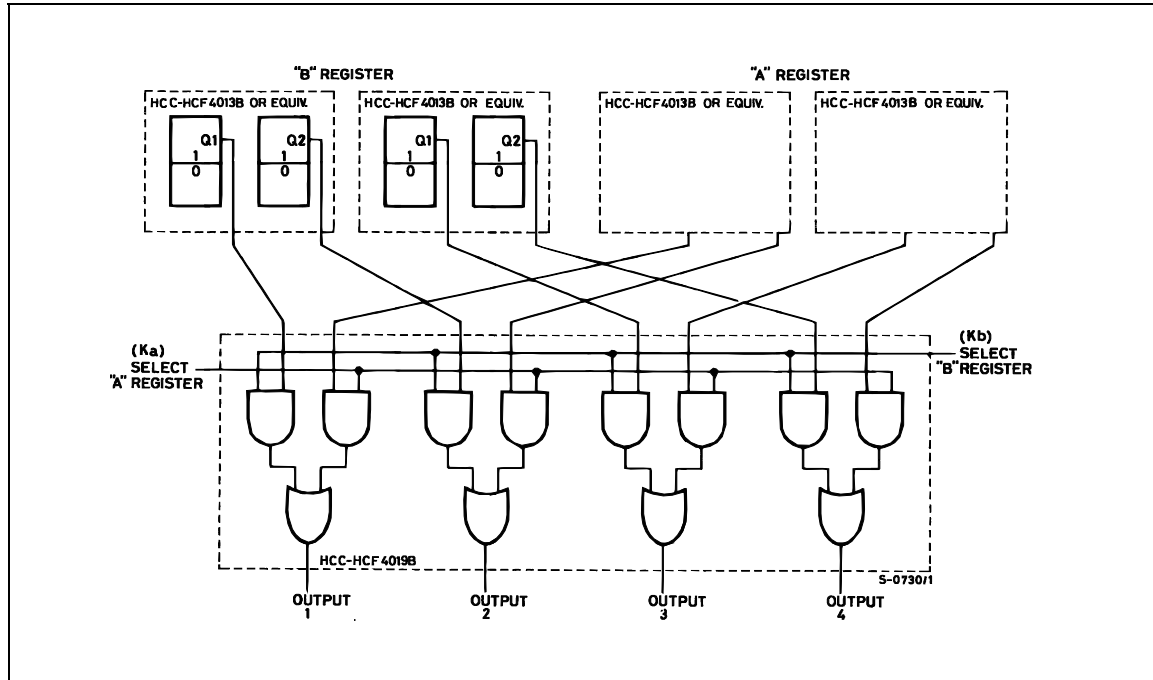 "B" REGISTER
"A" REGISTER
HCC-HCF4013B OR EQUIV.
HCC-HCF4013B OR EQUIV.
HCC-HCF4013B OR EQUIV.
HCC-HCF4013B OR EQUIV.
Q1
1
0
Q2
1
0
Q1
1
0
Q2
1
0
(Ka)
SELECT
"A" REGISTER
(Kb)
SELECT
"B" REGISTER
HCC-HCF4019B
S-0730/1
OUTPUT
1
OUTPUT
2
OUTPUT
3
OUTPUT
4